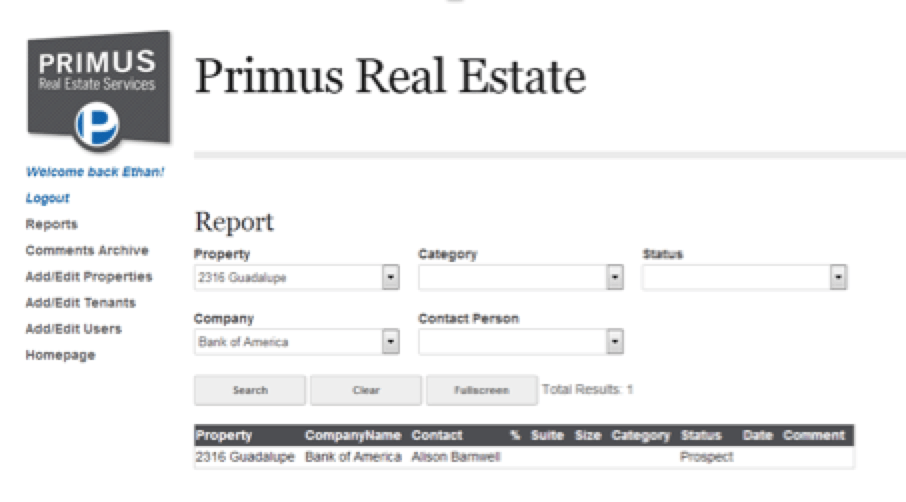 PRIMUS
Real Estate Services
P
Primus Real Estate
Welcome back Ethan!
Logout
Reports
Comments Archive
Add/Edit Properties
Add/Edit Tenants
Add/Edit Users
Homepage
Report
Property Category Status
2316 Guadalupe
Company Contact Person
Bank of America
Search Clear Fullscreen Total Results: 1
Property CompanyName Contact % Suite Size Category Status Date Comment
2316 Guadalupe Bank of America Alison Barnwell Prospect